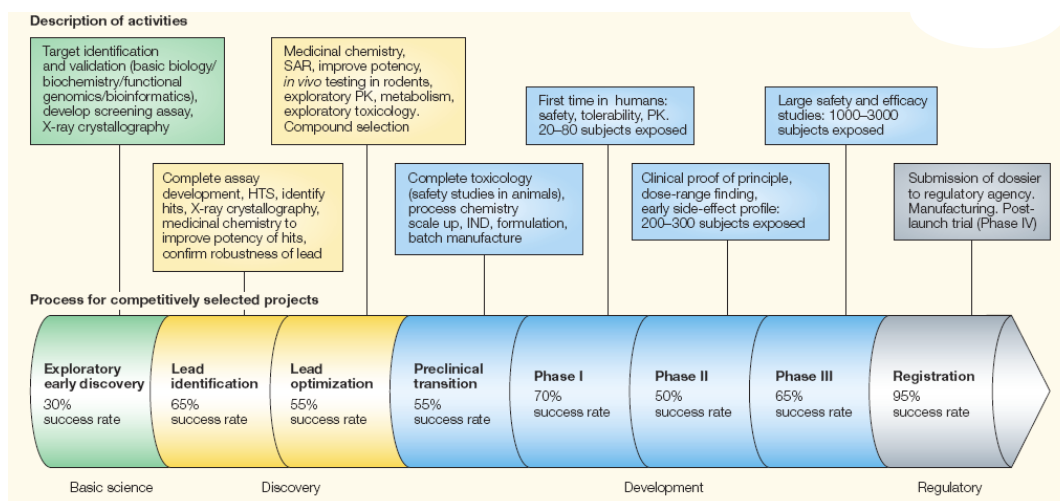 Description of activities
Target identification
and validation (basic biology/
biochemistry/functional
genomics/bioinformatics),
develop screening assay,
X-ray crystallography
Medicinal chemistry,
SAR, improve potency,
in vivo testing in rodents,
exploratory PK, metabolism,
exploratory toxicology.
Compound selection
First time in humans:
safety, tolerability, PK.
20–80 subjects exposed
Large safety and efficacy
studies: 1000–3000
subjects exposed
Complete assay
development, HTS, identify
hits, X-ray crystallography,
medicinal chemistry to
improve potency of hits,
confirm robustness of lead
Complete toxicology
(safety studies in animals),
process chemistry
scale up, IND, formulation,
batch manufacture
Clinical proof of principle,
dose-range finding,
early side-effect profile:
200–300 subjects exposed
Submission of dossier
to regulatory agency.
Manufacturing. Post-
launch trial (Phase IV)
Process for competitively selected projects
Exploratory
early discovery
30%
success rate
Lead
identification
65%
success rate
Lead
optimization
55%
success rate
Preclinical
transition
55%
success rate
Phase I
70%
success rate
Phase II
50%
success rate
Phase III
65%
success rate
Registration
95%
success rate
Basic science
Discovery
Development
Regulatory